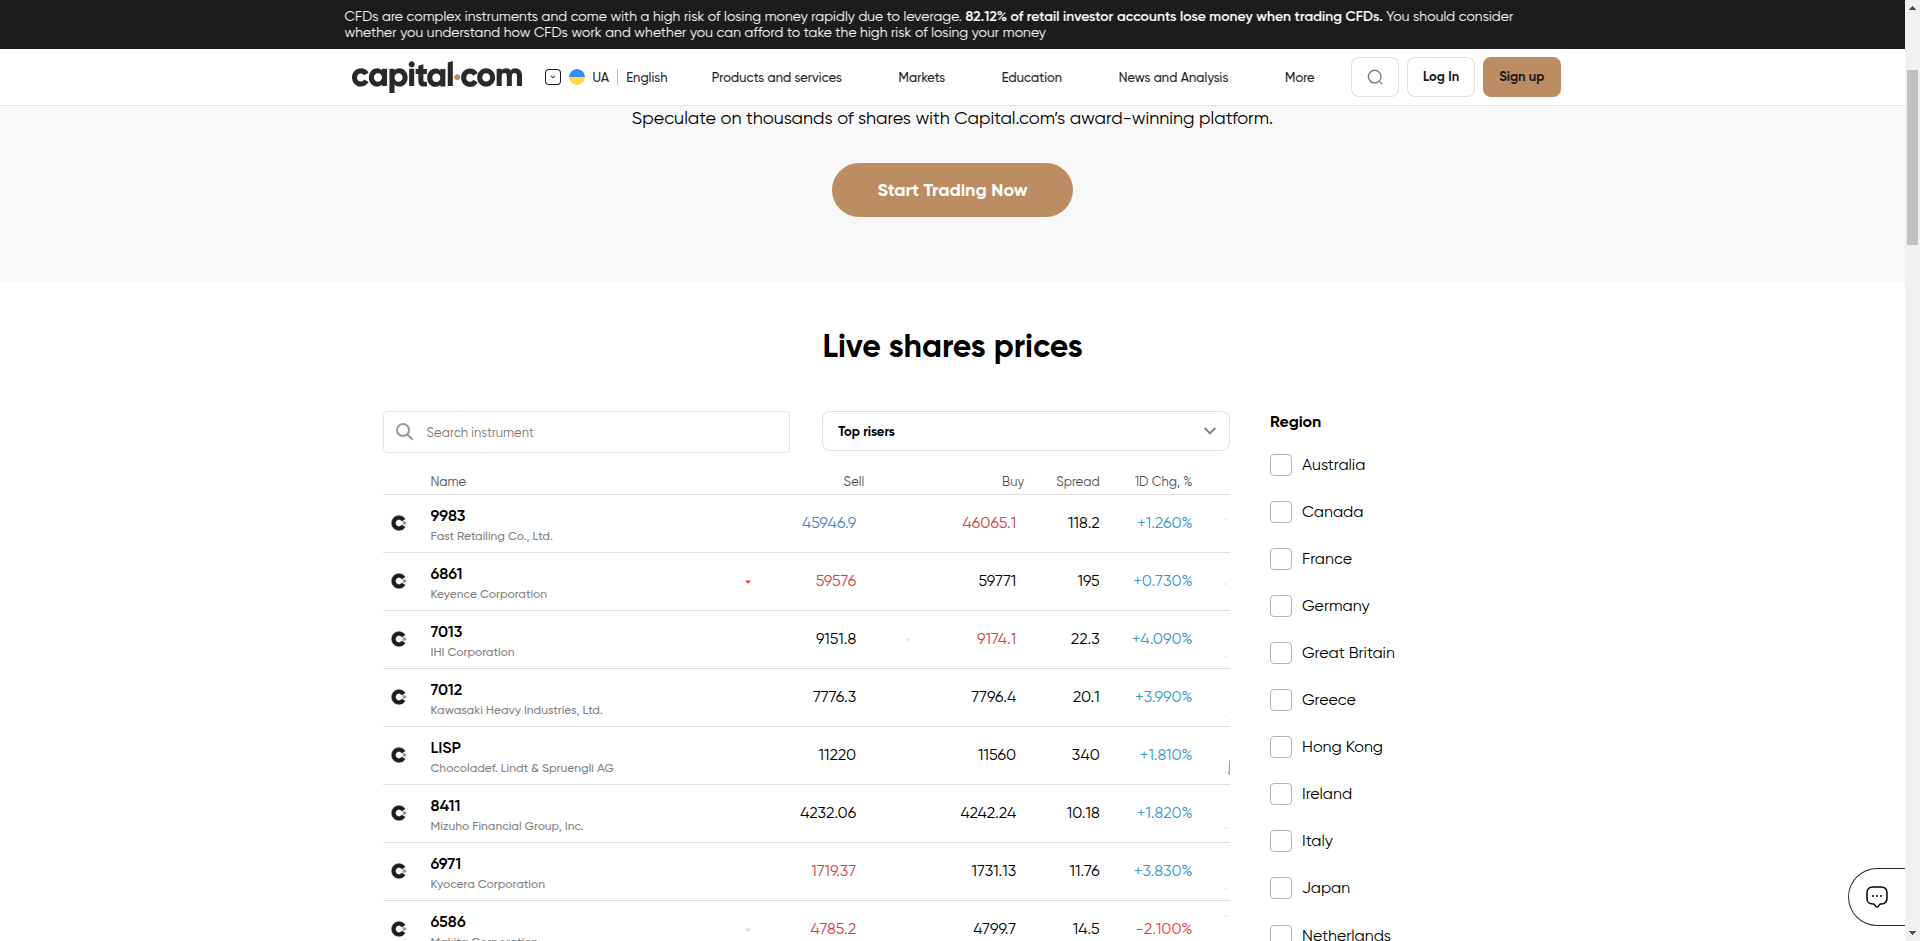 CFDs are complex instruments and come with a high risk of losing money rapidly due to leverage. 82.12% of retail investor accounts lose money when trading CFDs. You should consider
whether you understand how CFDs work and whether you can afford to take the high risk of losing your money
capital.com UA English Products and services Markets Education News and Analysis More Log In Sign up
Speculate on thousands of shares with Capital.com’s award-winning platform.
Start Trading Now
Live shares prices
Search instrument
Top risers
Name Sell Buy Spread 1D Chg, %
9983 45946.9 46065.1 118.2 +1.260%
Fast Retailing Co., Ltd.
6861 59576 59771 195 +0.730%
Keyence Corporation
7013 9151.8 9174.1 22.3 +4.090%
IHI Corporation
7012 7776.3 7796.4 20.1 +3.990%
Kawasaki Heavy Industries, Ltd.
LISP 11220 11560 340 +1.810%
Chocoladef. Lindt & Spruengli AG
8411 4232.06 4242.24 10.18 +1.820%
Mizuho Financial Group, Inc.
6971 1719.37 1731.13 11.76 +3.830%
Kyocera Corporation
6586 4785.2 4799.7 14.5 -2.100%
Makita Corporation
Region
Australia
Canada
France
Germany
Great Britain
Greece
Hong Kong
Ireland
Italy
Japan
Netherlands